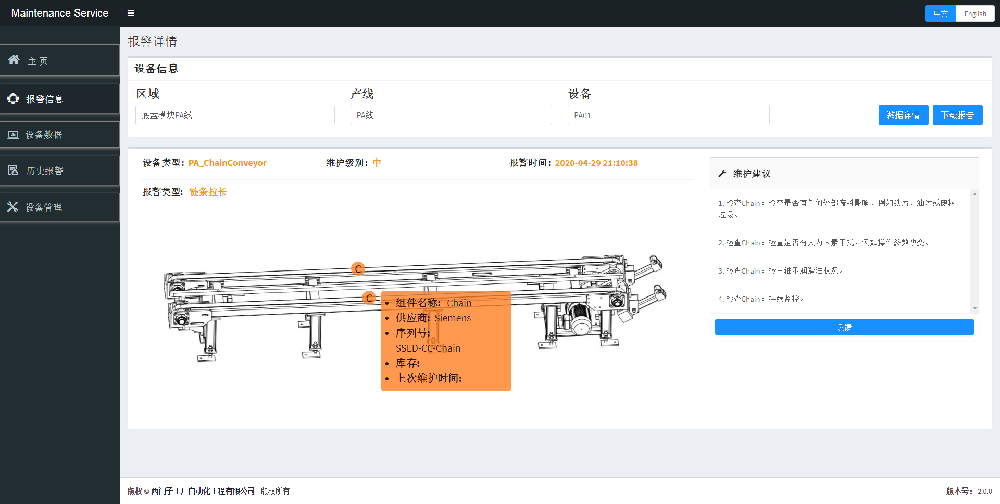 Maintenance Service
中文 English
主 页
报警信息
设备数据
历史报警
设备管理
报警详情
设备信息
区域
底盘模块PA线
产线
PA线
设备
PA01
数据详情
下载报告
设备类型：PA_ChainConveyor
维护级别：中
报警时间：2020-04-29 21:10:38
报警类型: 链条拉长
C
C
组件名称: Chain
供应商: Siemens
序列号:
SSED-CC-Chain
库存:
上次维护时间:
维护建议
1. 检查Chain：检查是否有任何外部废料影响，例如铁屑，油污或废料
垃圾。
2. 检查Chain：检查是否有人为因素干扰，例如操作参数改变。
3. 检查Chain：检查轴承润滑油状况。
4. 检查Chain：持续监控。
反馈
版权 © 西门子工厂自动化工程有限公司 版权所有
版本号： 2.0.0